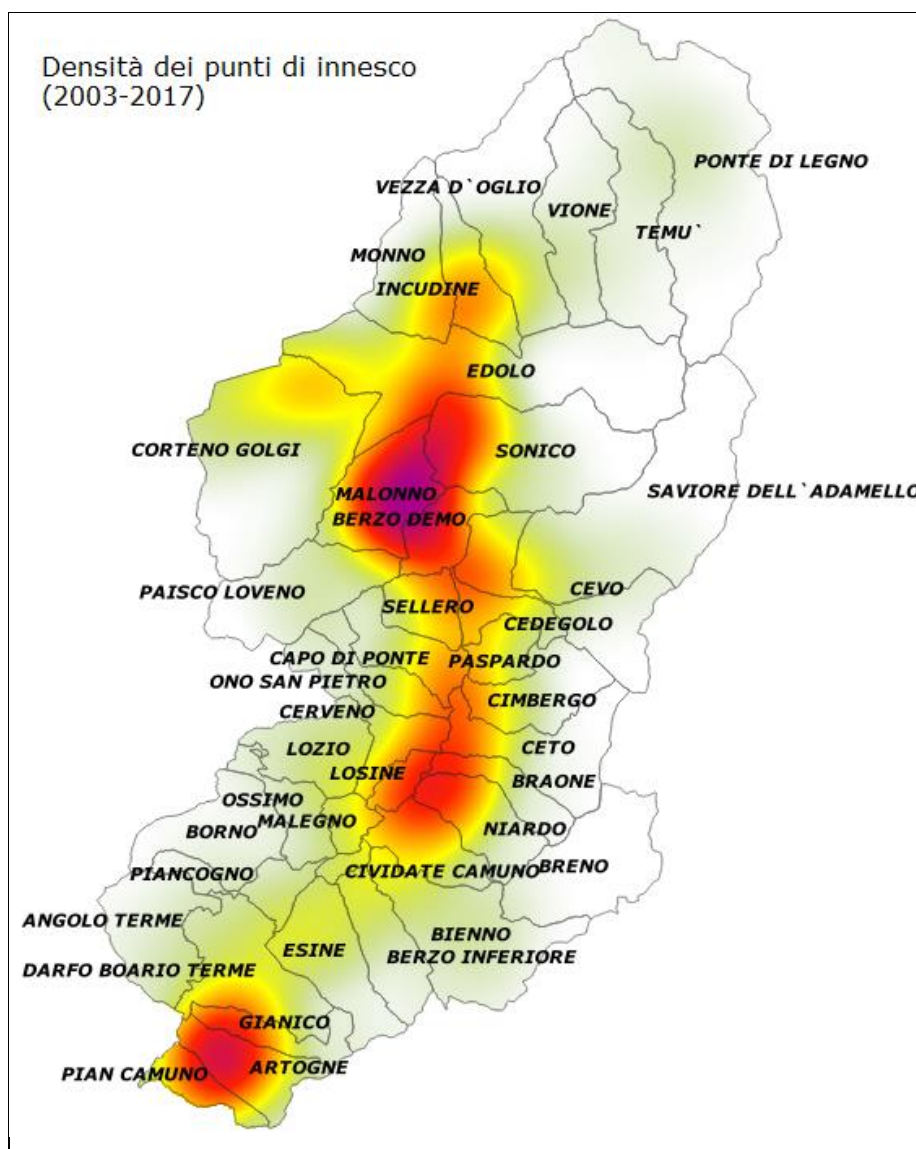 Densità dei punti di innesco
(2003-2017)
PONTE DI LEGNO
VEZZA D`OGLIO
VIONE
TEMU`
MONNO
INCUDINE
EDOLO
CORTENO GOLGI
SONICO
MALONNO
SAVIORE DELL`ADAMELLO
BERZO DEMO
PAISCO LOVENO
CEVO
SELLERO
CEDEGOLO
CAPO DI PONTE
PASPARDO
ONO SAN PIETRO
CIMBERGO
CERVENO
LOZIO
CETO
LOSINE
BRAONE
OSSIMO
MALEGNO
BORNO
NIARDO
PIANCOGNO
CIVIDATE CAMUNO
BRENO
ANGOLO TERME
BIENNO
ESINE
BERZO INFERIORE
DARFO BOARIO TERME
GIANICO
PIAN CAMUNO
ARTOGNE